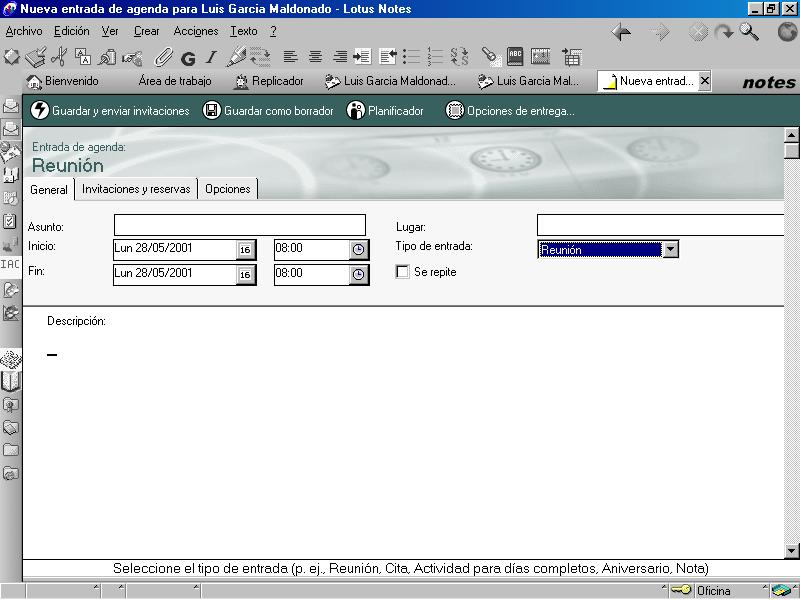 Nueva entrada de agenda para Luis Garcia Maldonado - Lotus Notes
Archivo Edición Ver Crear Acciones Texto ?
Bienvenido Área de trabajo Replicador Luis Garcia Maldonad... Luis Garcia Mal... Nueva entrad... notes
Guardar y enviar invitaciones Guardar como borrador Planificador Opciones de entrega...
Entrada de agenda:
Reunión
General Invitaciones y reservas Opciones
Asunto: Lugar:
Inicio: Lun 28/05/2001 16 08:00 Tipo de entrada: Reunión
Fin: Lun 28/05/2001 16 08:00 Se repite
IAC
Descripción:
Seleccione el tipo de entrada (p. ej., Reunión, Cita, Actividad para días completos, Aniversario, Nota)
Oficina